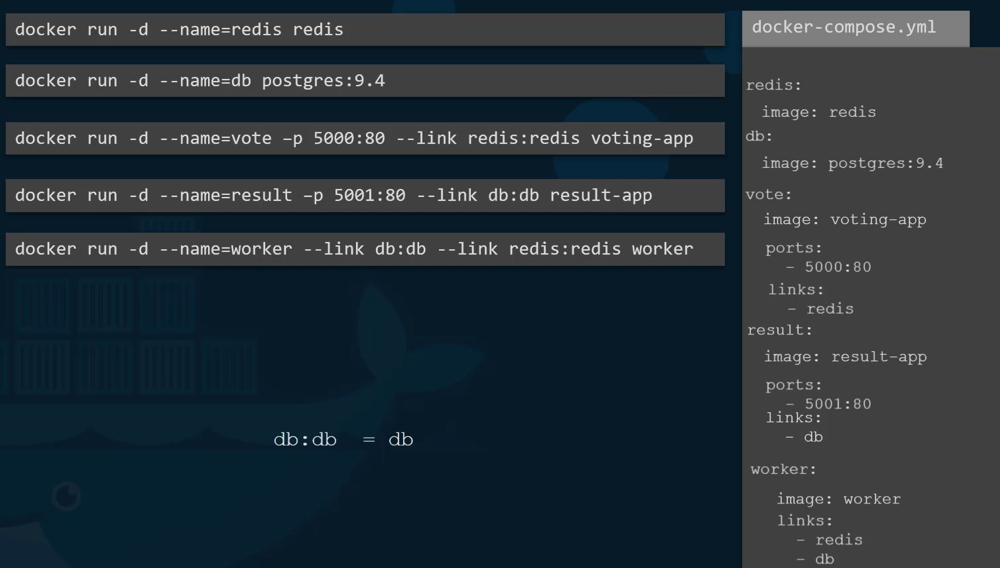 docker run -d --name=redis redis
docker run -d --name=db postgres:9.4
docker run -d --name=vote –p 5000:80 --link redis:redis voting-app
docker run -d --name=result –p 5001:80 --link db:db result-app
docker run -d --name=worker --link db:db --link redis:redis worker
db:db = db
docker-compose.yml
redis:
image: redis
db:
image: postgres:9.4
vote:
image: voting-app
ports:
- 5000:80
links:
- redis
result:
image: result-app
ports:
- 5001:80
links:
- db
worker:
image: worker
links:
- redis
- db